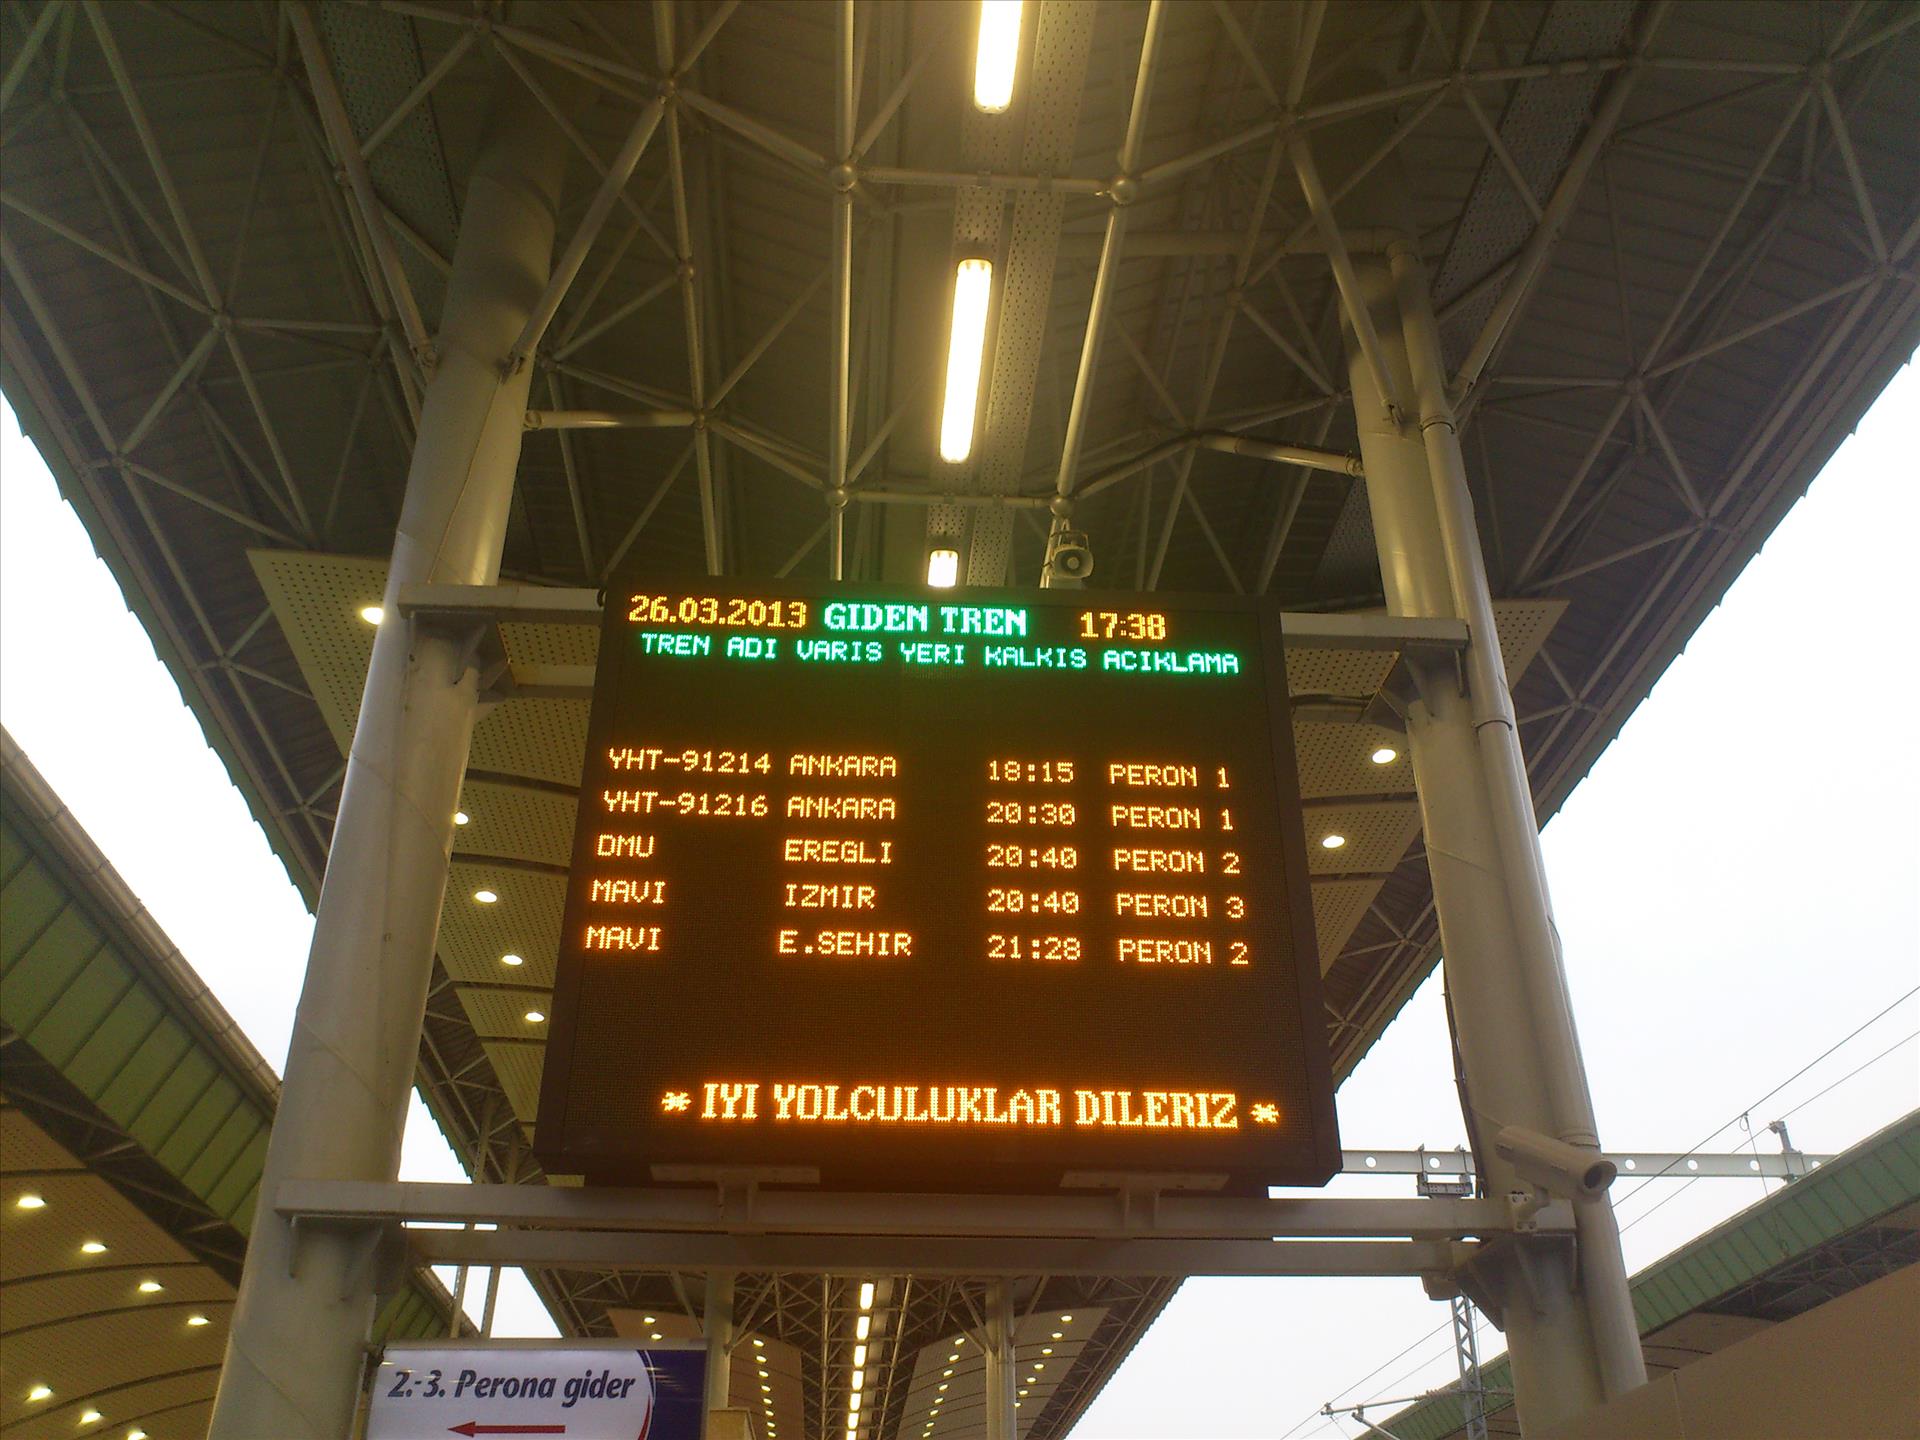 26.03.2013 GIDEN TREN 17:38
TREN ADI VARIS YERI KALKIS ACIKLAMA
YHT-91214 ANKARA 18:15 PERON 1
YHT-91216 ANKARA 20:30 PERON 1
DMU EREGLI 20:40 PERON 2
MAVI IZMIR 20:40 PERON 3
MAVI E.SEHIR 21:28 PERON 2
* IYI YOLCULUKLAR DILERIZ *
2.-3. Perona gider